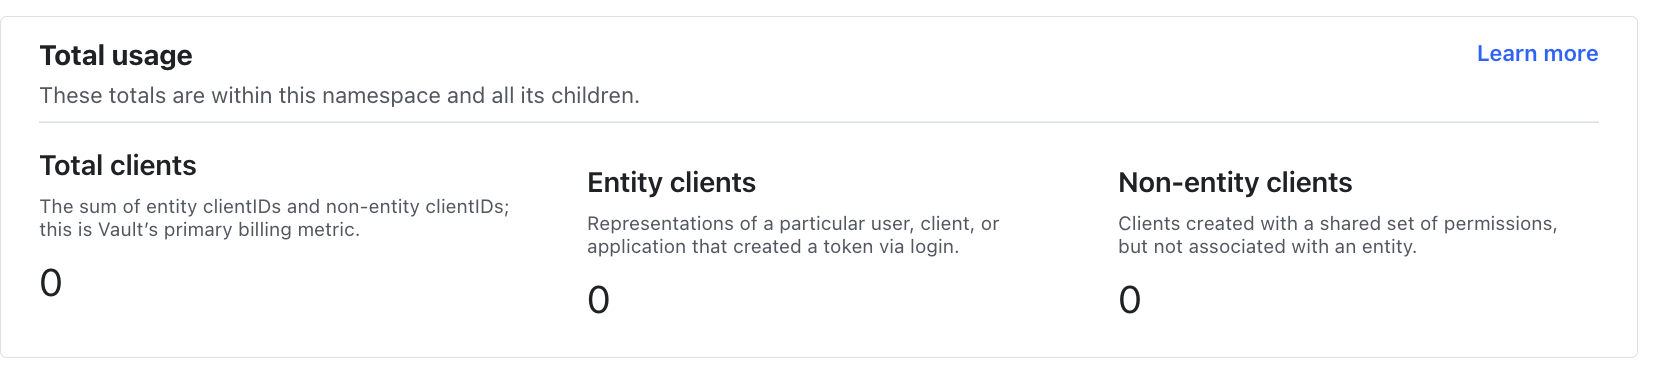 Total usage
Learn more
These totals are within this namespace and all its children.
Total clients
The sum of entity clientIDs and non-entity clientIDs;
this is Vault’s primary billing metric.
0
Entity clients
Representations of a particular user, client, or
application that created a token via login.
0
Non-entity clients
Clients created with a shared set of permissions,
but not associated with an entity.
0